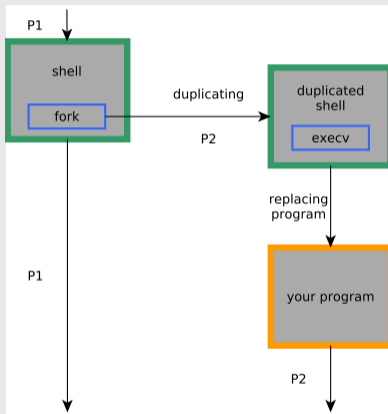 P1
shell
fork
duplicating
P2
duplicated
shell
execv
replacing
program
P1
your program
P2